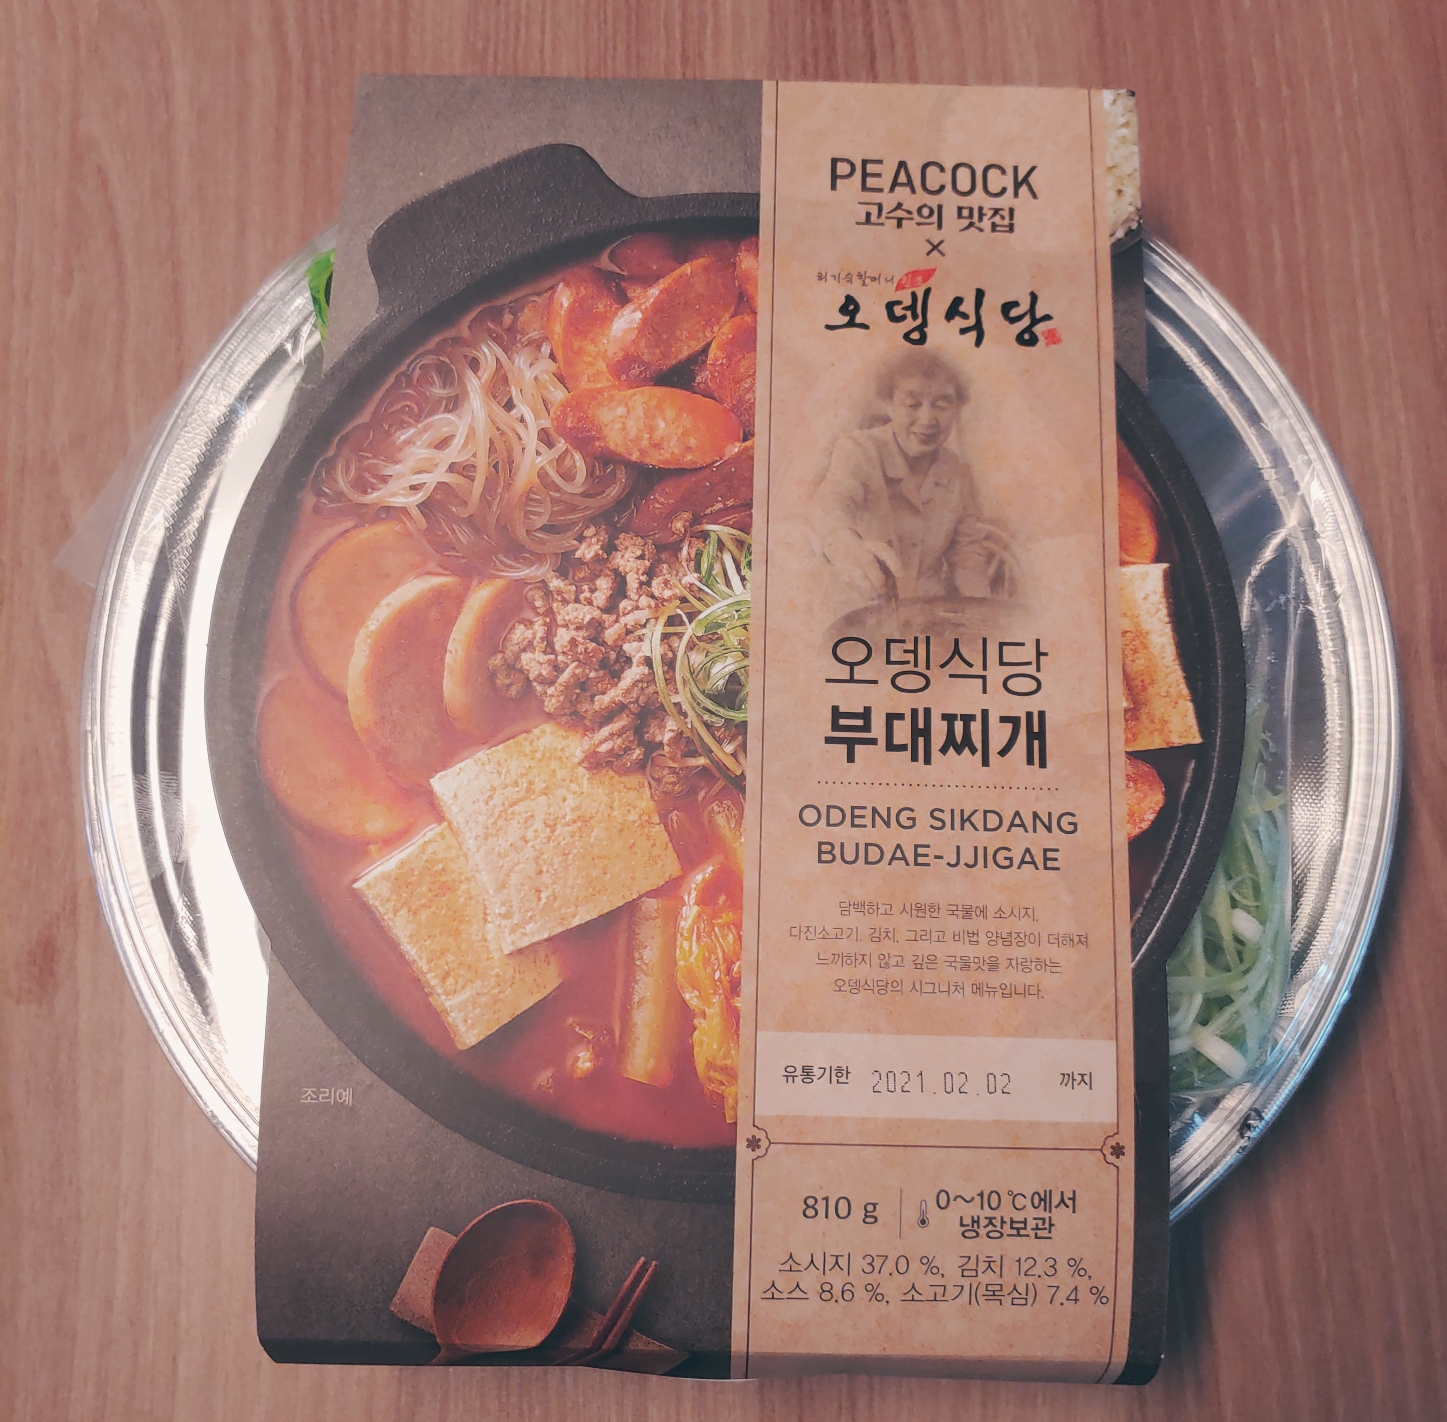 PEACOCK
고수의 맛집
×
허기숙할머니
오뎅식당
오뎅식당
부대찌개
ODENG SIKDANG
BUDAE-JJIGAE
담백하고 시원한 국물에 소시지,
다진소고기, 김치, 그리고 비법 양념장이 더해져
느끼하지 않고 깊은 국물맛을 자랑하는
오뎅식당의 시그니처 메뉴입니다.
유통기한 2021.02.02 까지
조리예
810 g 0~10℃에서
냉장보관
소시지 37.0 %, 김치 12.3 %,
소스 8.6 %, 소고기(목심) 7.4 %